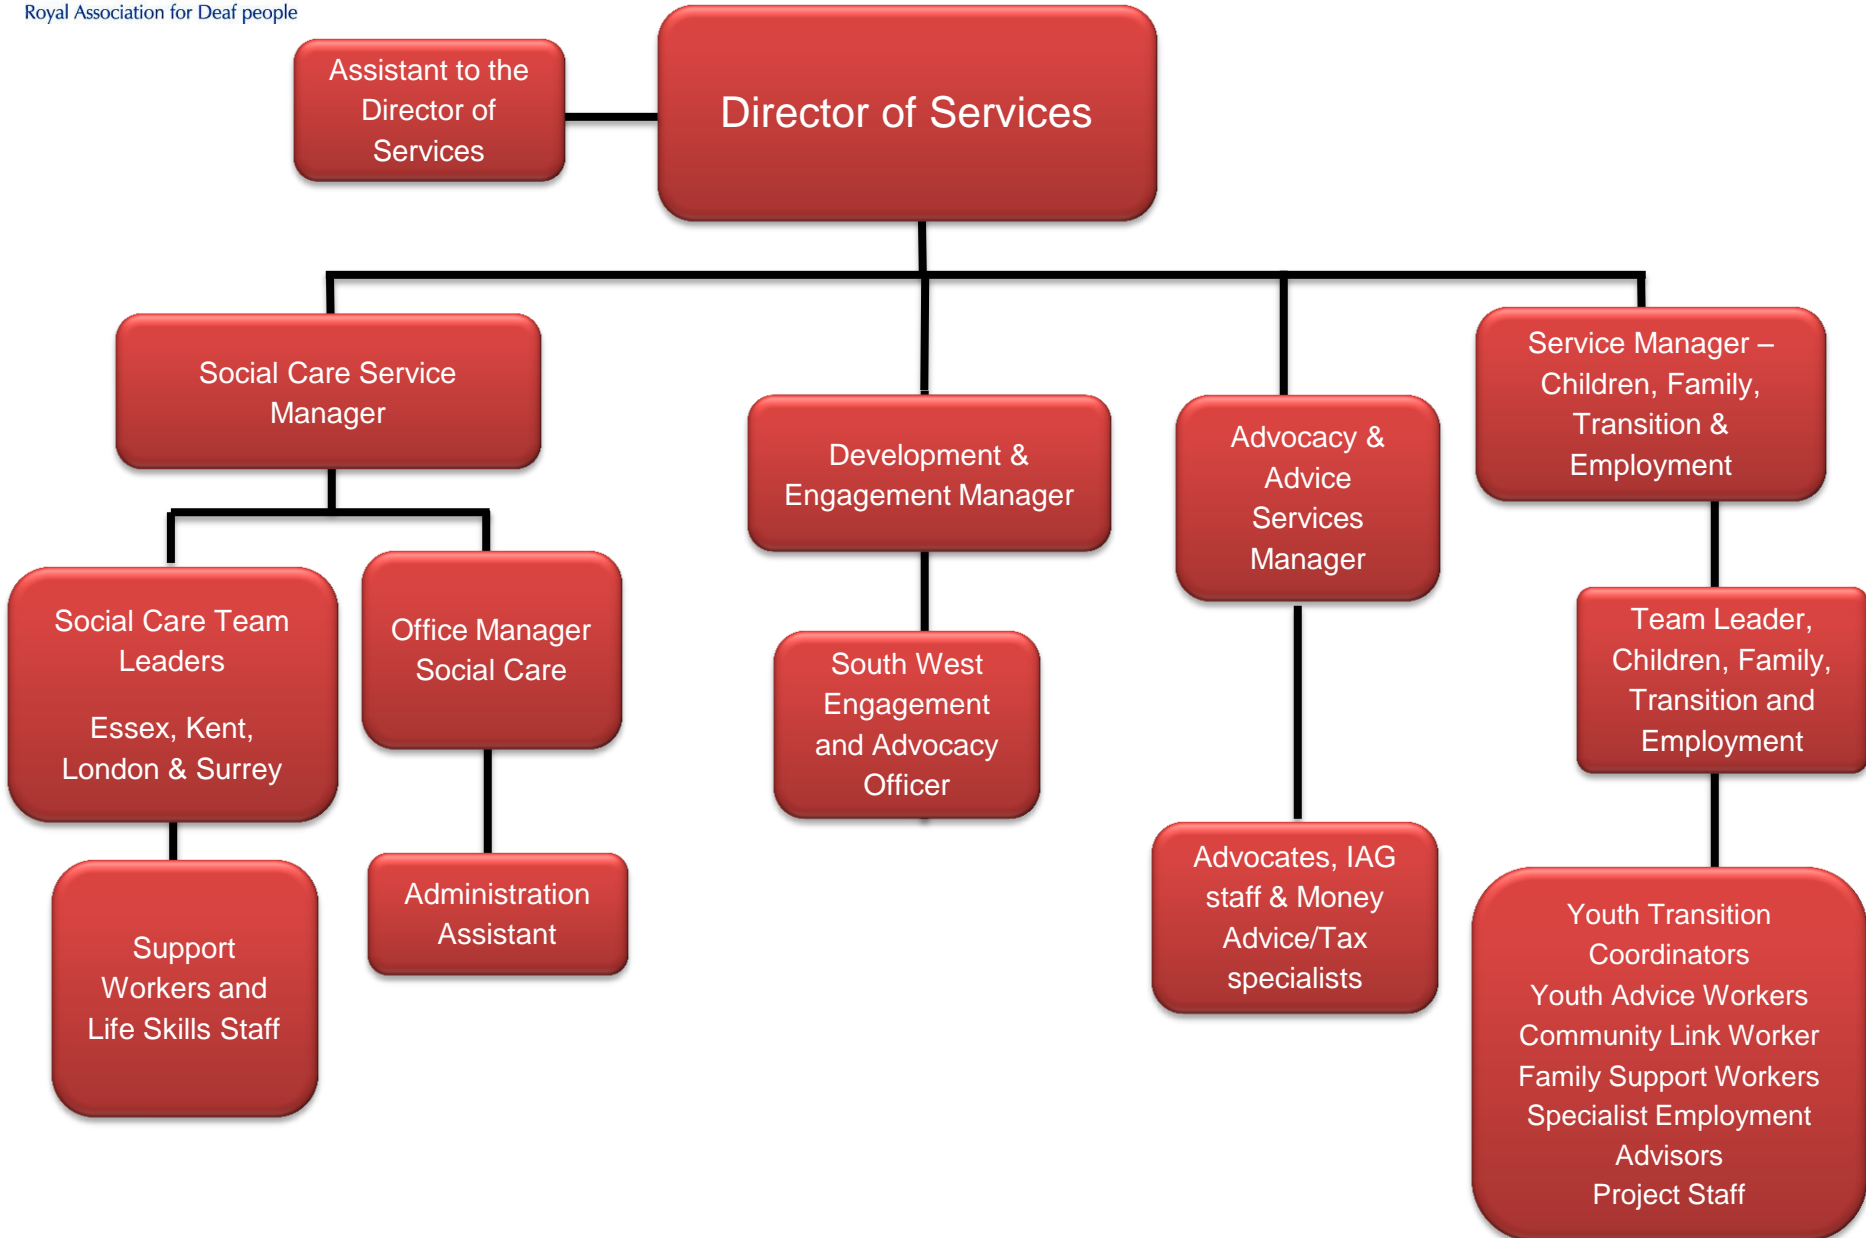 Royal Association for Deaf people
Assistant to the
Director of
Services
Director of Services
Social Care Service
Manager
Development &
Engagement Manager
Advocacy &
Advice
Services
Manager
Service Manager –
Children, Family,
Transition &
Employment
Social Care Team
Leaders
Essex, Kent,
London & Surrey
Office Manager
Social Care
South West
Engagement
and Advocacy
Officer
Team Leader,
Children, Family,
Transition and
Employment
Support
Workers and
Life Skills Staff
Administration
Assistant
Advocates, IAG
staff & Money
Advice/Tax
specialists
Youth Transition
Coordinators
Youth Advice Workers
Community Link Worker
Family Support Workers
Specialist Employment
Advisors
Project Staff